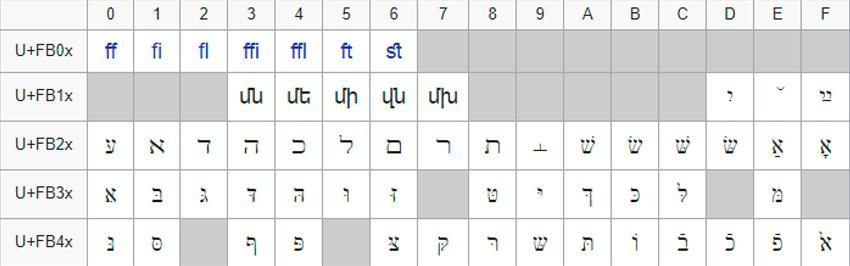 0 1 2 3 4 5 6 7 8 9 A B C D E F
U+FB0x ﬀ ﬁ ﬂ ﬃ ﬄ ﬅ ﬆ
U+FB1x ﬓ ﬔ ﬕ ﬖ ﬗ יִ ﬞ ײַ
U+FB2x ﬠ ﬡ ﬢ ﬣ ﬤ ﬥ ﬦ ﬧ ﬨ ﬩ שׁ שׂ שּׁ שּׂ אַ אָ
U+FB3x אּ בּ גּ דּ הּ וּ זּ טּ יּ ךּ כּ לּ מּ
U+FB4x נּ סּ ףּ פּ צּ קּ רּ שּ תּ וֹ בֿ כֿ פֿ ﭏ